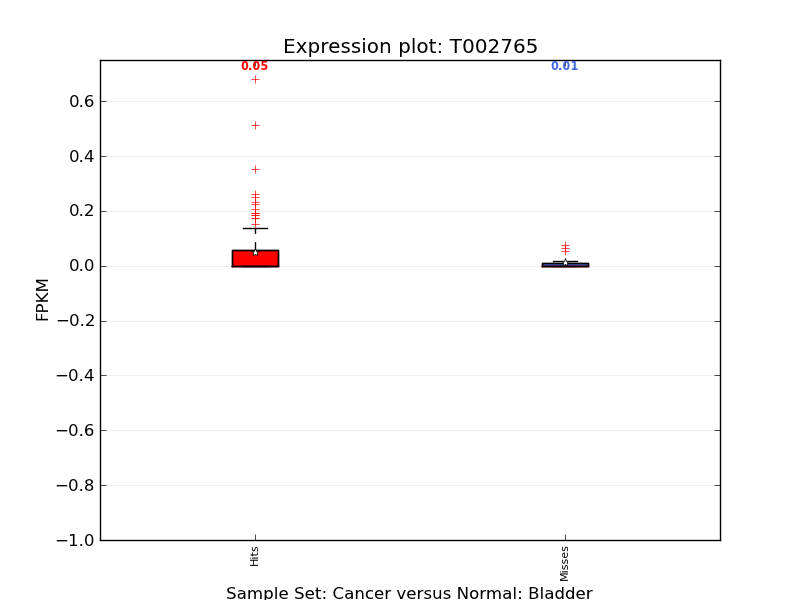 Expression plot: T002765
0.05 0.01
0.6
0.4
0.2
0.0
−0.2
−0.4
−0.6
−0.8
−1.0
FPKM
Hits Misses
Sample Set: Cancer versus Normal: Bladder